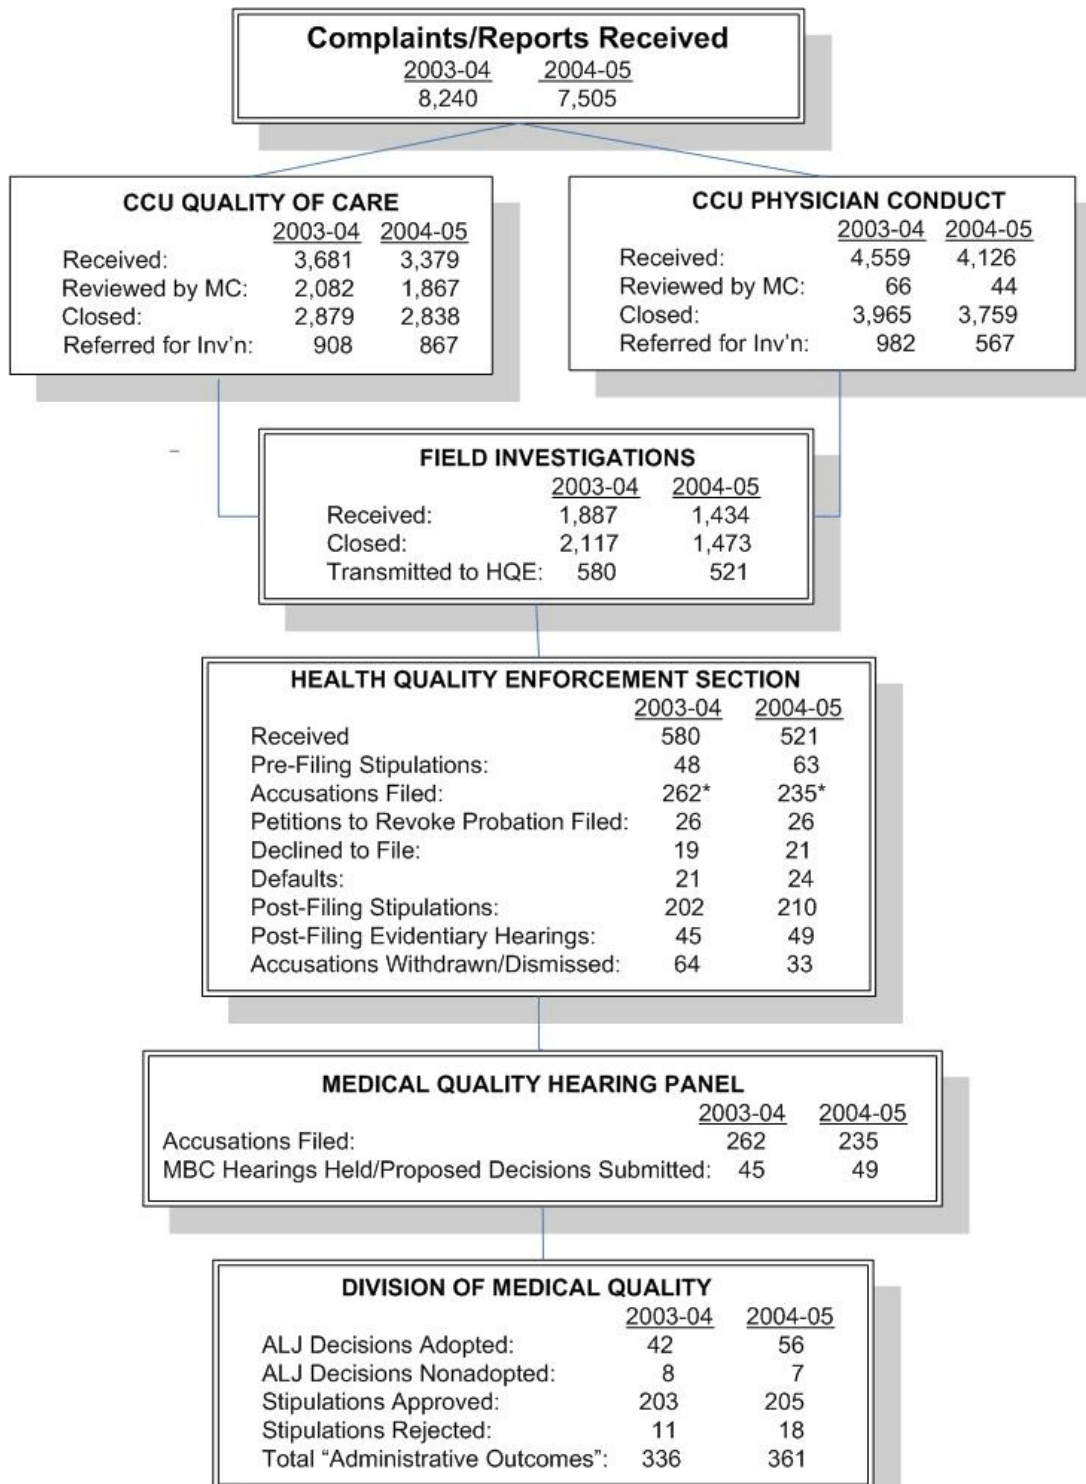 Complaints/Reports Received
2003-04 2004-05
8,240 7,505
CCU QUALITY OF CARE
2003-04 2004-05
Received: 3,681 3,379
Reviewed by MC: 2,082 1,867
Closed: 2,879 2,838
Referred for Inv'n: 908 867
CCU PHYSICIAN CONDUCT
2003-04 2004-05
Received: 4,559 4,126
Reviewed by MC: 66 44
Closed: 3,965 3,759
Referred for Inv'n: 982 567
FIELD INVESTIGATIONS
2003-04 2004-05
Received: 1,887 1,434
Closed: 2,117 1,473
Transmitted to HQE: 580 521
HEALTH QUALITY ENFORCEMENT SECTION
2003-04 2004-05
Received 580 521
Pre-Filing Stipulations: 48 63
Accusations Filed: 262* 235*
Petitions to Revoke Probation Filed: 26 26
Declined to File: 19 21
Defaults: 21 24
Post-Filing Stipulations: 202 210
Post-Filing Evidentiary Hearings: 45 49
Accusations Withdrawn/Dismissed: 64 33
MEDICAL QUALITY HEARING PANEL
2003-04 2004-05
Accusations Filed: 262 235
MBC Hearings Held/Proposed Decisions Submitted: 45 49
DIVISION OF MEDICAL QUALITY
2003-04 2004-05
ALJ Decisions Adopted: 42 56
ALJ Decisions Nonadopted: 8 7
Stipulations Approved: 203 205
Stipulations Rejected: 11 18
Total "Administrative Outcomes": 336 361